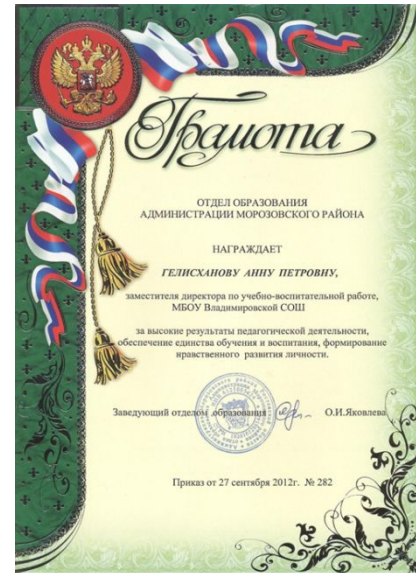 Грамота
ОТДЕЛ ОБРАЗОВАНИЯ
АДМИНИСТРАЦИИ МОРОЗОВСКОГО РАЙОНА
НАГРАЖДАЕТ
ГЕЛИСХАНОВУ АННУ ПЕТРОВНУ,
заместителя директора по учебно-воспитательной работе,
МБОУ Владимировской СОШ
за высокие результаты педагогической деятельности,
обеспечение единства обучения и воспитания, формирование
нравственного развития личности.
Заведующий отделом образования О.И.Яковлева
Приказ от 27 сентября 2012г. № 282